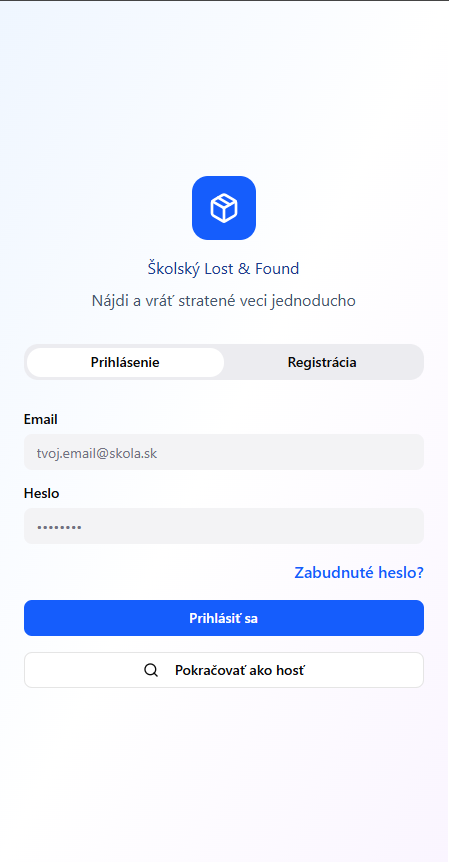 Školský Lost & Found
Nájdi a vráť stratené veci jednoducho
Prihlásenie Registrácia
Email
tvoj.email@skola.sk
Heslo
••••••••
Zabudnuté heslo?
Prihlásiť sa
Pokračovať ako hosť